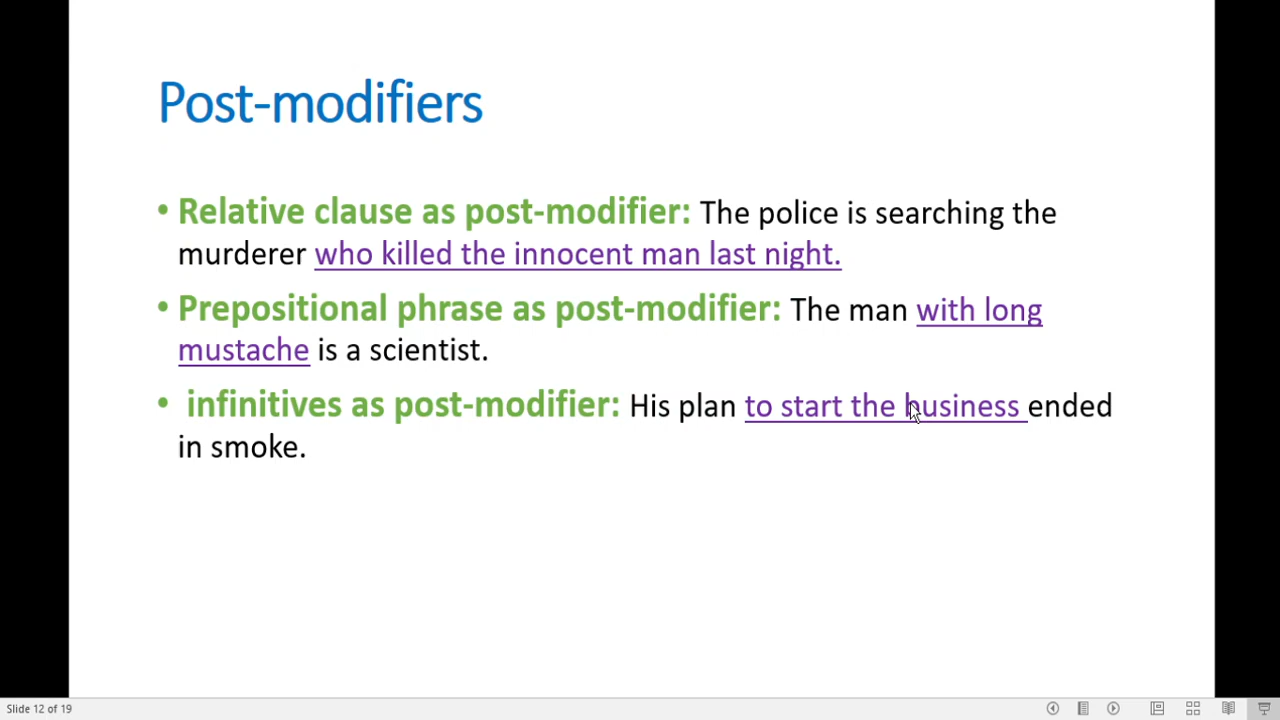 Post-modifiers
• Relative clause as post-modifier: The police is searching the
murderer who killed the innocent man last night.
• Prepositional phrase as post-modifier: The man with long
mustache is a scientist.
• infinitives as post-modifier: His plan to start the business ended
in smoke.
Slide 12 of 19